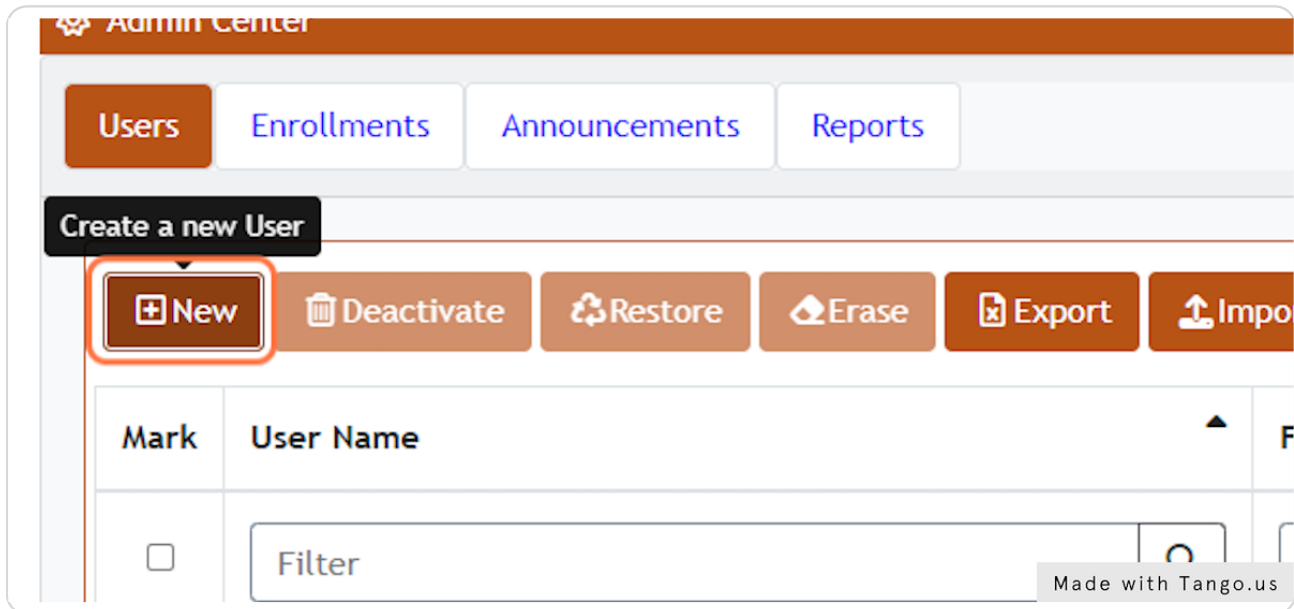 Admin Center
Users Enrollments Announcements Reports
Create a new User
New Deactivate Restore Erase Export
Mark User Name
Filter
Made with Tango.us